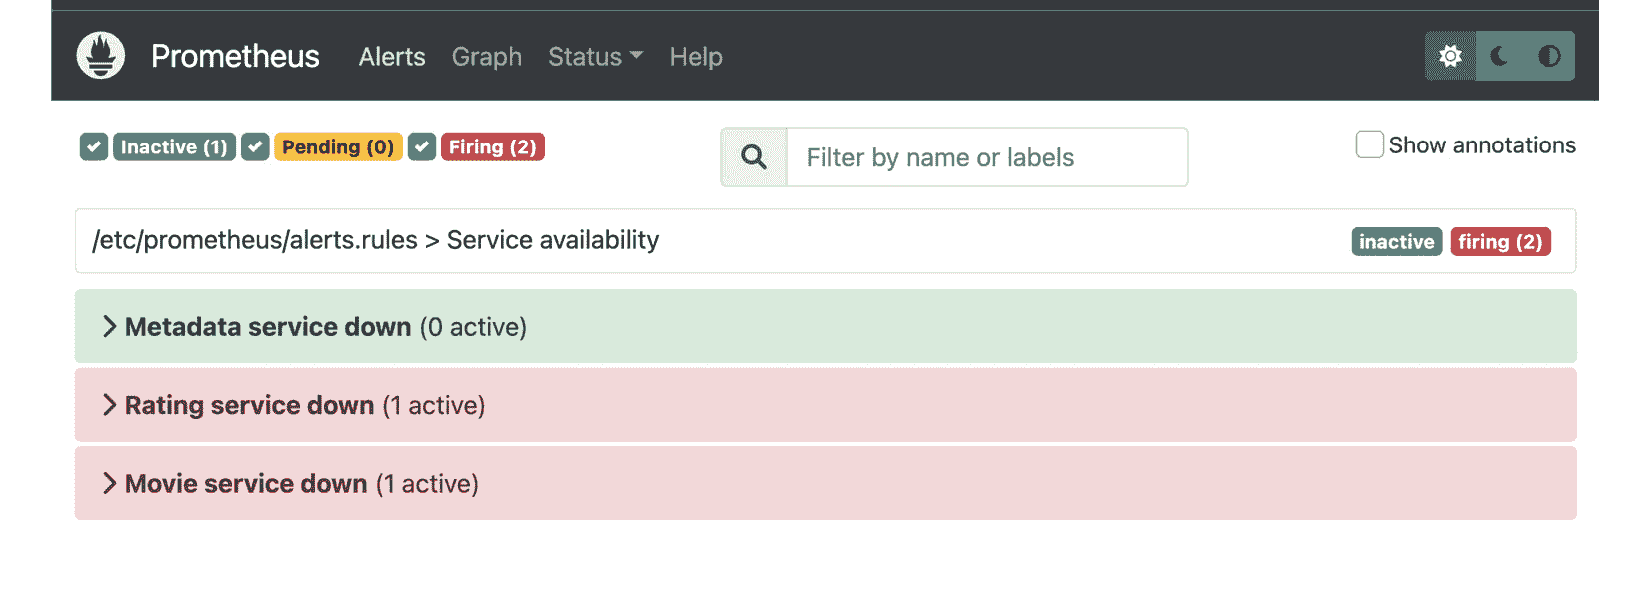 Prometheus Alerts Graph Status Help
Inactive (1) Pending (0) Firing (2)
Filter by name or labels
Show annotations
/etc/prometheus/alerts.rules > Service availability
inactive firing (2)
Metadata service down (0 active)
Rating service down (1 active)
Movie service down (1 active)